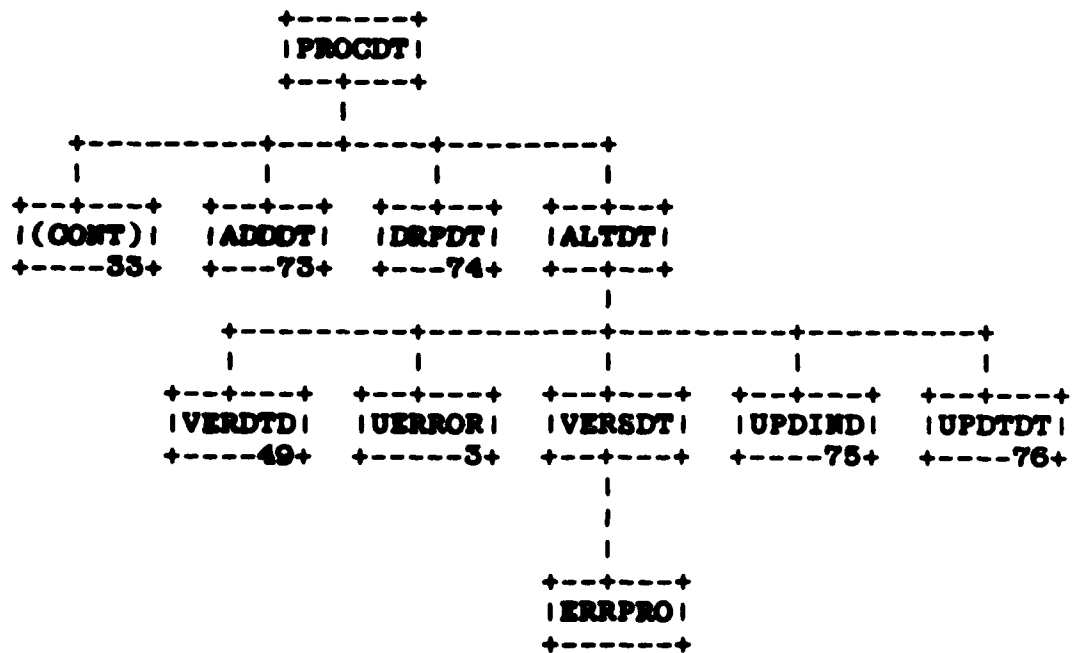 PROCDT
(CONT) ADDDT DRPDT ALTDT
33 73 74
VERDTD UERROR VERSDT UPDIND UPDTDT
49 3 75 76
ERRPRO